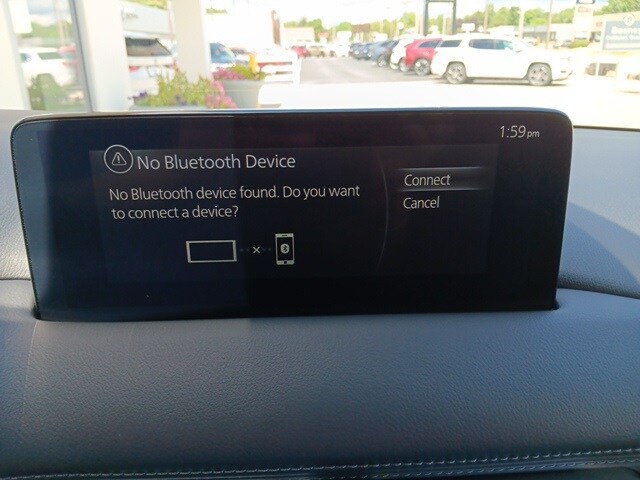 1:59pm
No Bluetooth Device
No Bluetooth device found. Do you want
to connect a device?
Connect
Cancel